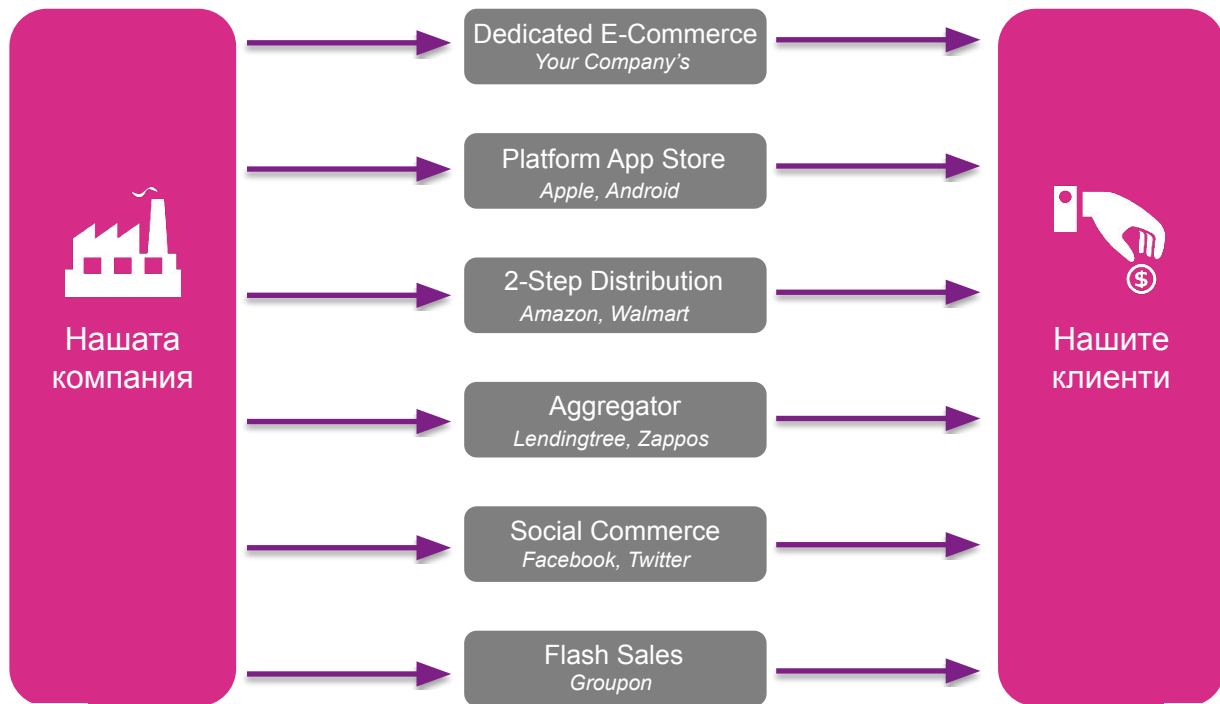 Нашата
компания
Dedicated E-Commerce
Your Company’s
Platform App Store
Apple, Android
2-Step Distribution
Amazon, Walmart
Aggregator
Lendingtree, Zappos
Social Commerce
Facebook, Twitter
Flash Sales
Groupon
$
Нашите
клиенти